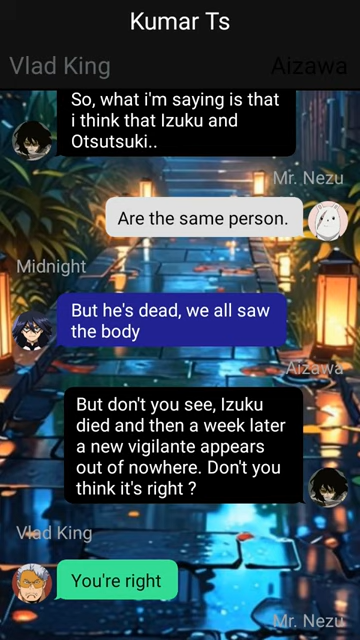 Kumar Ts
Vlad King
Aizawa
So, what i'm saying is that
i think that Izuku and
Otsutsuki..
Mr. Nezu
Are the same person.
Midnight
But he's dead, we all saw
the body
Aizawa
But don't you see, Izuku
died and then a week later
a new vigilante appears
out of nowhere. Don't you
think it's right ?
Vlad King
You're right
Mr. Nezu